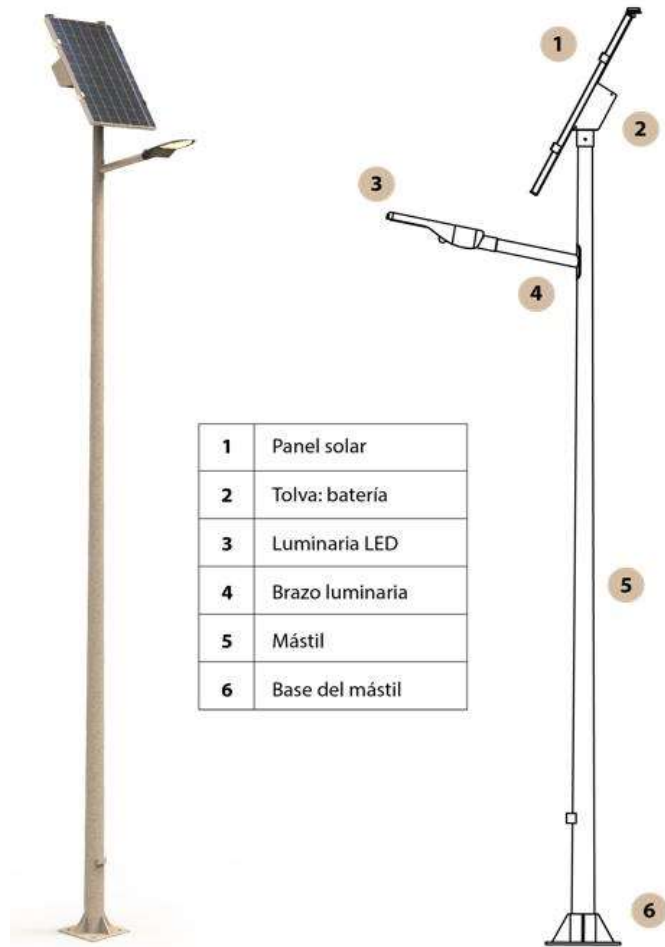 1
2
3
4
1 Panel solar
2 Tolva: batería
3 Luminaria LED
4 Brazo luminaria
5 Mástil
6 Base del mástil
5
6